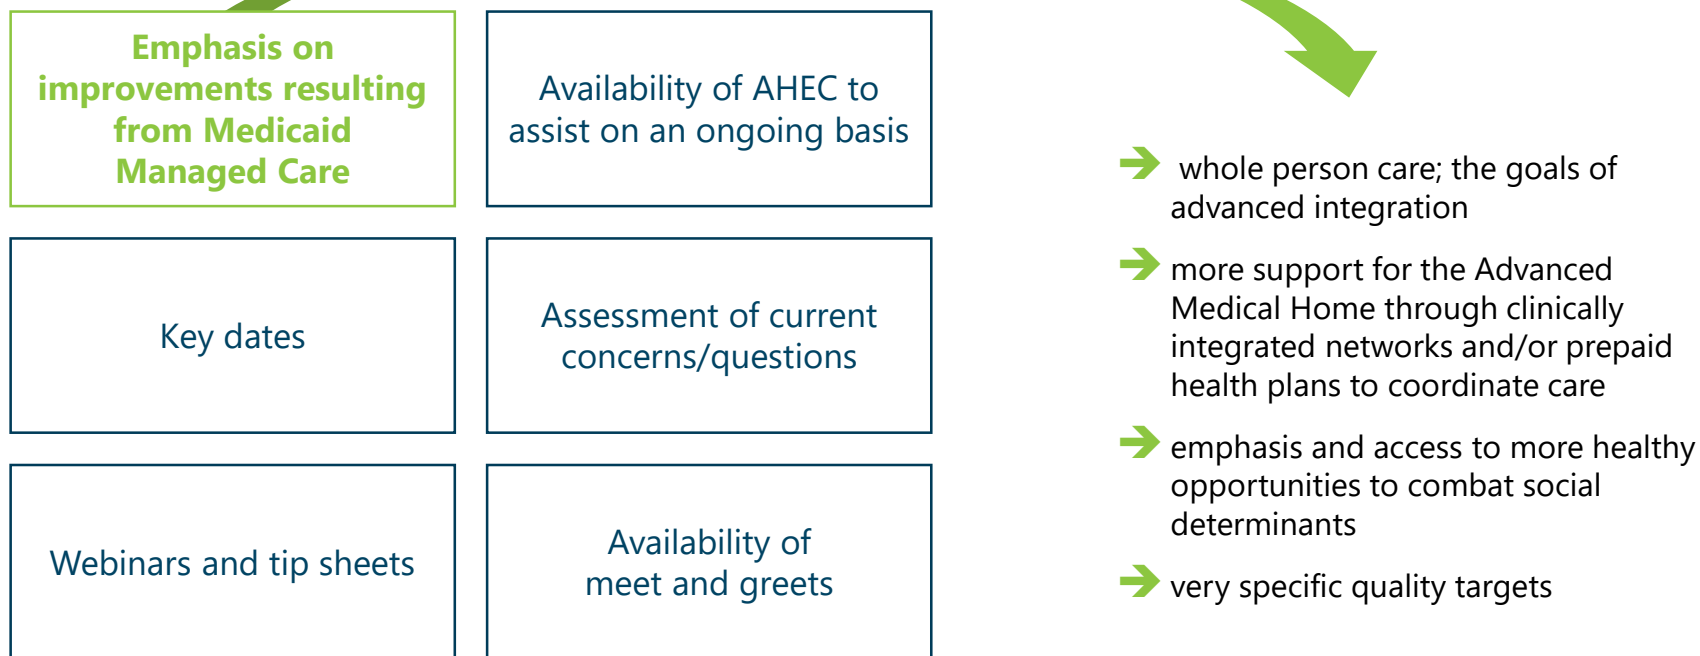 Emphasis on
improvements resulting
from Medicaid
Managed Care
Availability of AHEC to
assist on an ongoing basis
Key dates
Assessment of current
concerns/questions
Webinars and tip sheets
Availability of
meet and greets
whole person care; the goals of
advanced integration
more support for the Advanced
Medical Home through clinically
integrated networks and/or prepaid
health plans to coordinate care
emphasis and access to more healthy
opportunities to combat social
determinants
very specific quality targets